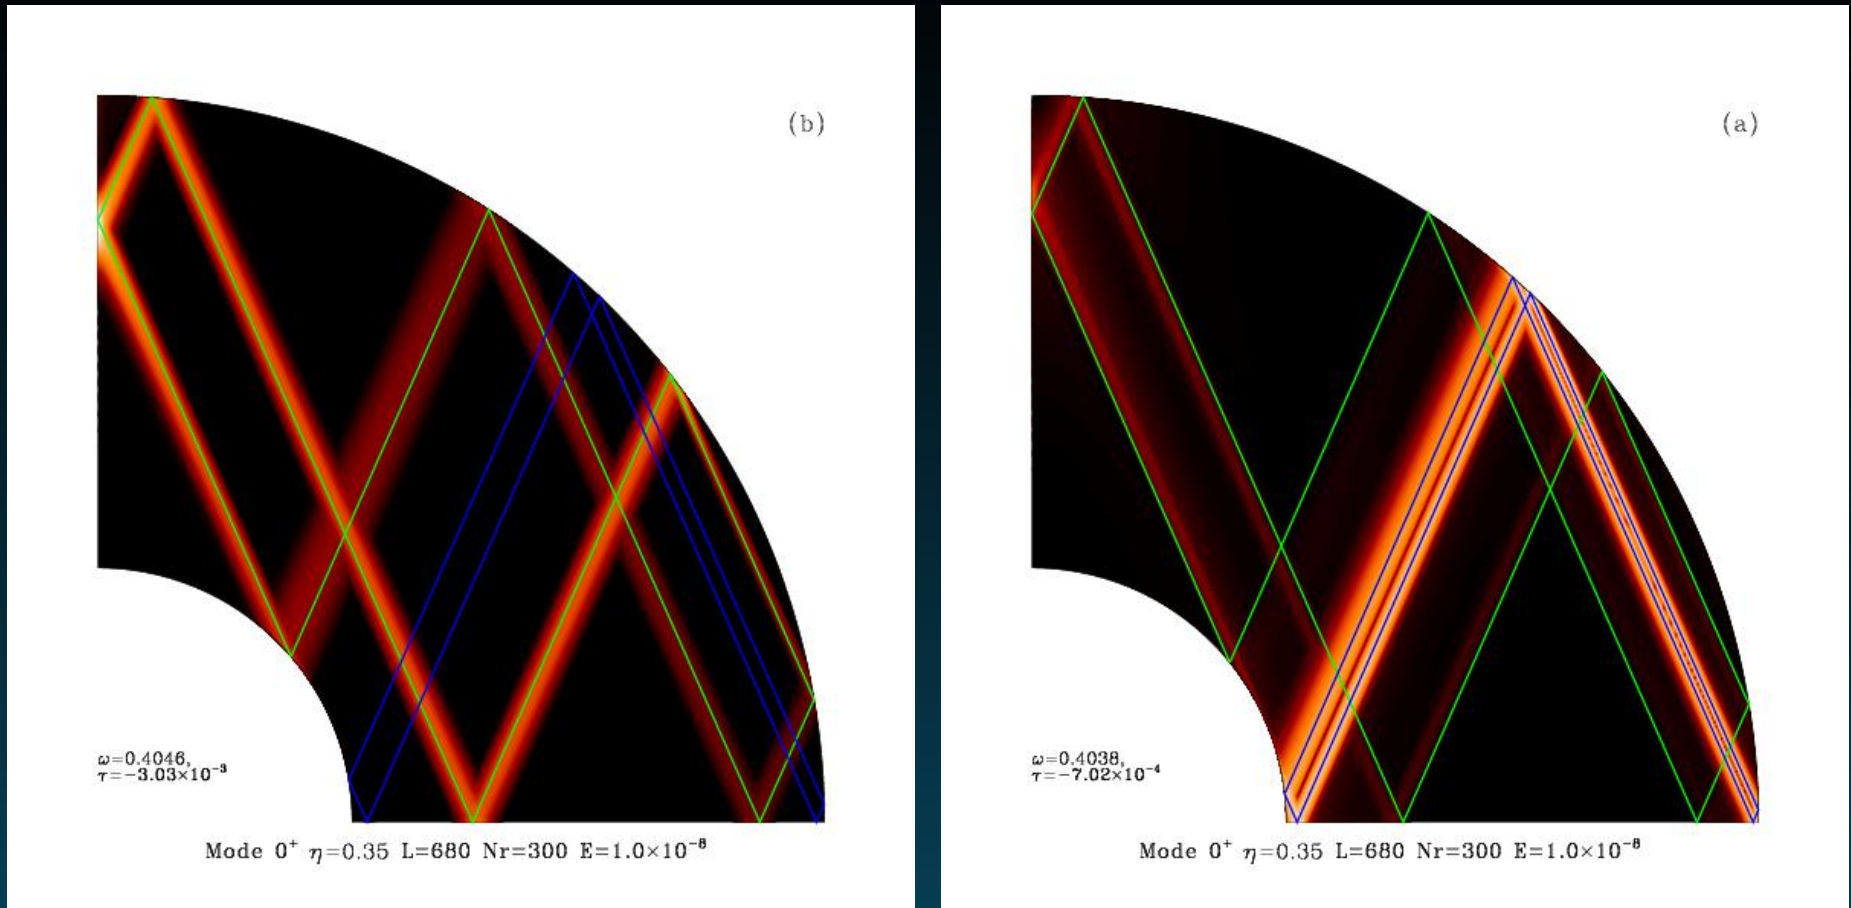 (b)
ω=0.4046,
τ=−3.03×10⁻³
Mode 0⁺ η=0.35 L=680 Nr=300 E=1.0×10⁻⁸
(a)
ω=0.4038,
τ=−7.02×10⁻⁴
Mode 0⁺ η=0.35 L=680 Nr=300 E=1.0×10⁻⁸